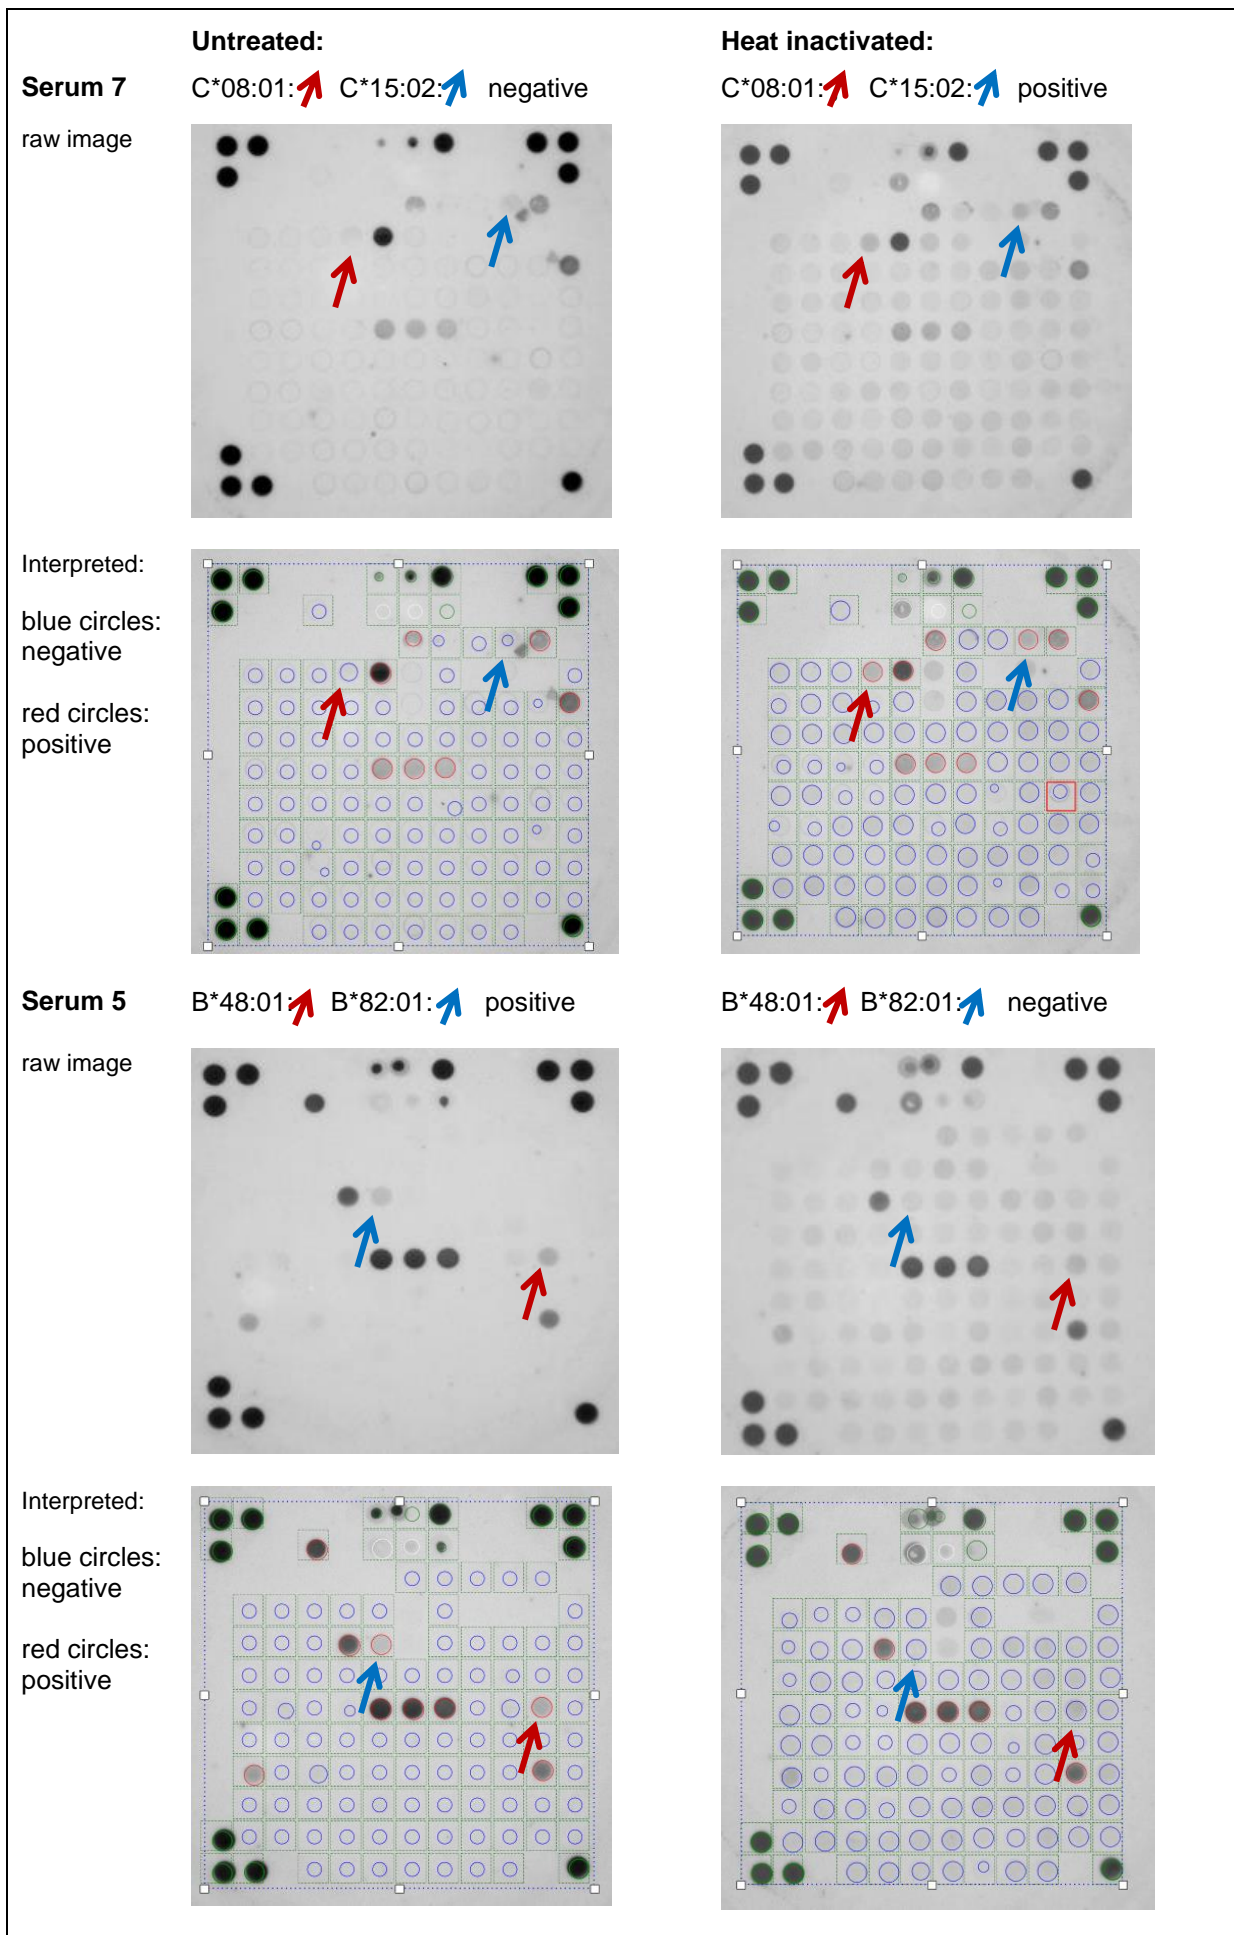 Untreated: Heat inactivated:
Serum 7 C*08:01: C*15:02: negative C*08:01: C*15:02: positive
raw image
Interpreted:
blue circles:
negative
red circles:
positive
Serum 5 B*48:01: B*82:01: positive B*48:01: B*82:01: negative
raw image
Interpreted:
blue circles:
negative
red circles:
positive